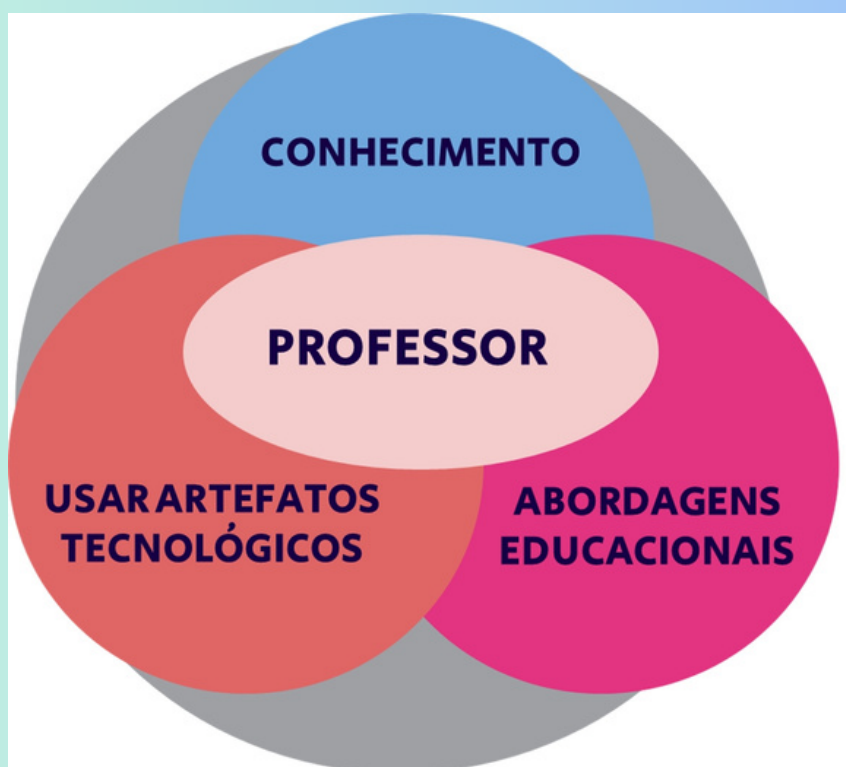 CONHECIMENTO
PROFESSOR
USAR ARTEFATOS
TECNOLÓGICOS
ABORDAGENS
EDUCACIONAIS